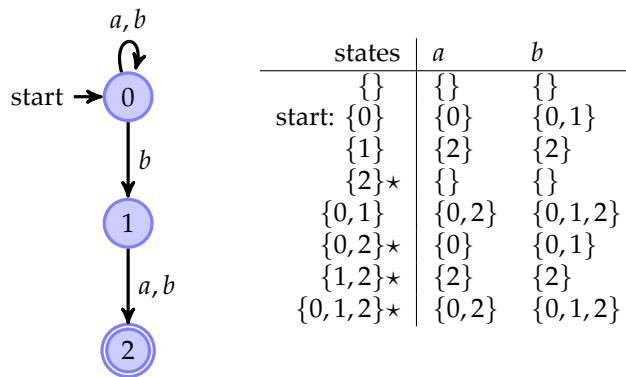 a, b
start
0
b
1
a, b
2
states a b
{} {} {}
start: {0} {0} {0, 1}
{1} {2} {2}
{2}⋆ {} {}
{0, 1} {0, 2} {0, 1, 2}
{0, 2}⋆ {0} {0, 1}
{1, 2}⋆ {2} {2}
{0, 1, 2}⋆ {0, 2} {0, 1, 2}